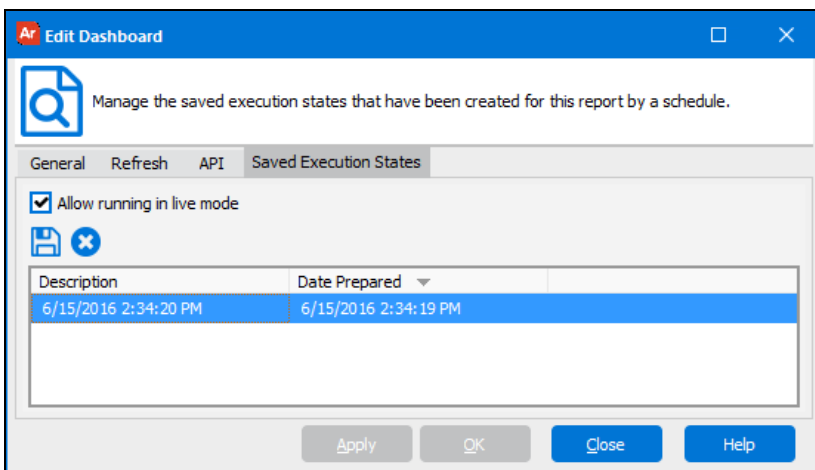 Ar Edit Dashboard
Manage the saved execution states that have been created for this report by a schedule.
General Refresh API Saved Execution States
Allow running in live mode
Description Date Prepared
6/15/2016 2:34:20 PM 6/15/2016 2:34:19 PM
Apply OK Close Help